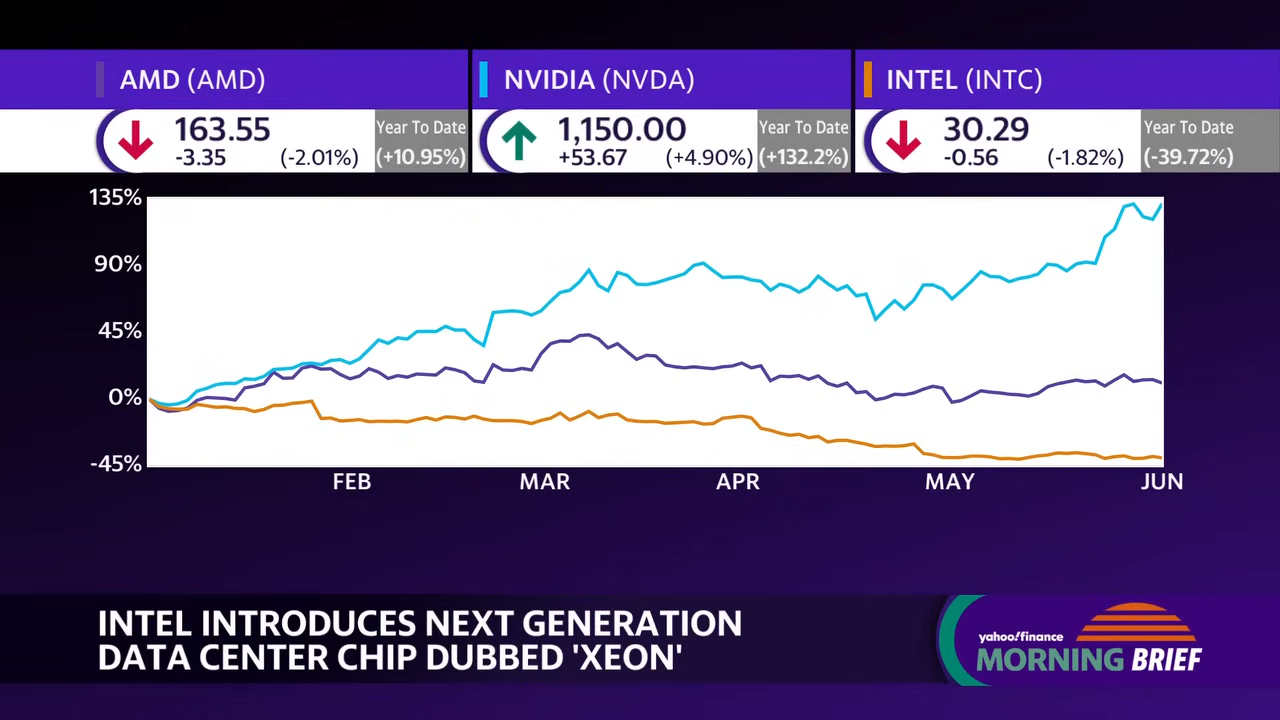 AMD (AMD)
163.55
-3.35 (-2.01%)
Year To Date
(+10.95%)
NVIDIA (NVDA)
1,150.00
+53.67 (+4.90%)
Year To Date
(+132.2%)
INTEL (INTC)
30.29
-0.56 (-1.82%)
Year To Date
(-39.72%)
135%
90%
45%
0%
-45%
FEB MAR APR MAY JUN
INTEL INTRODUCES NEXT GENERATION
DATA CENTER CHIP DUBBED 'XEON'
yahoo!finance
MORNING BRIEF